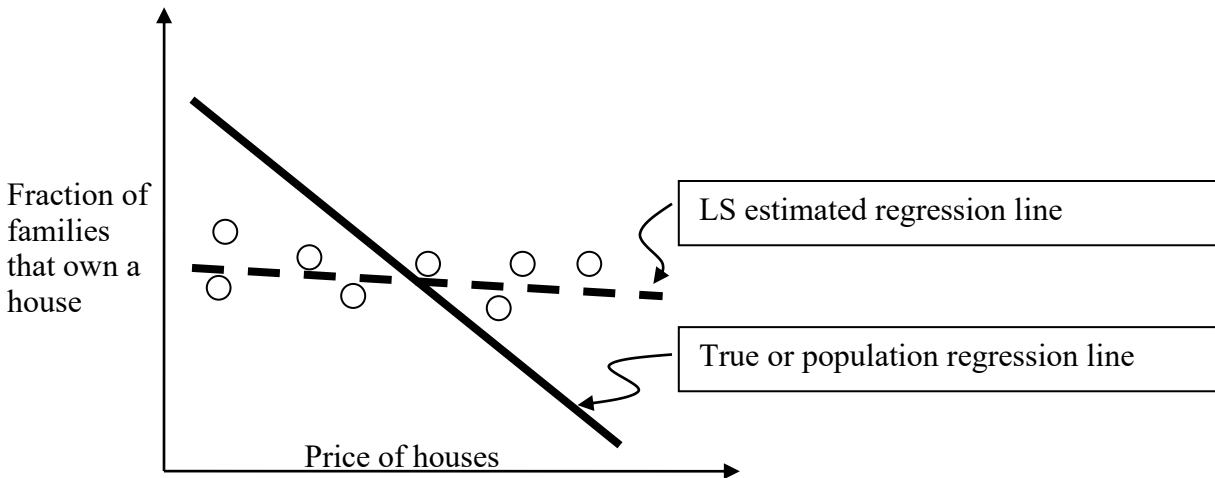 Fraction of
families
that own a
house
LS estimated regression line
True or population regression line
Price of houses